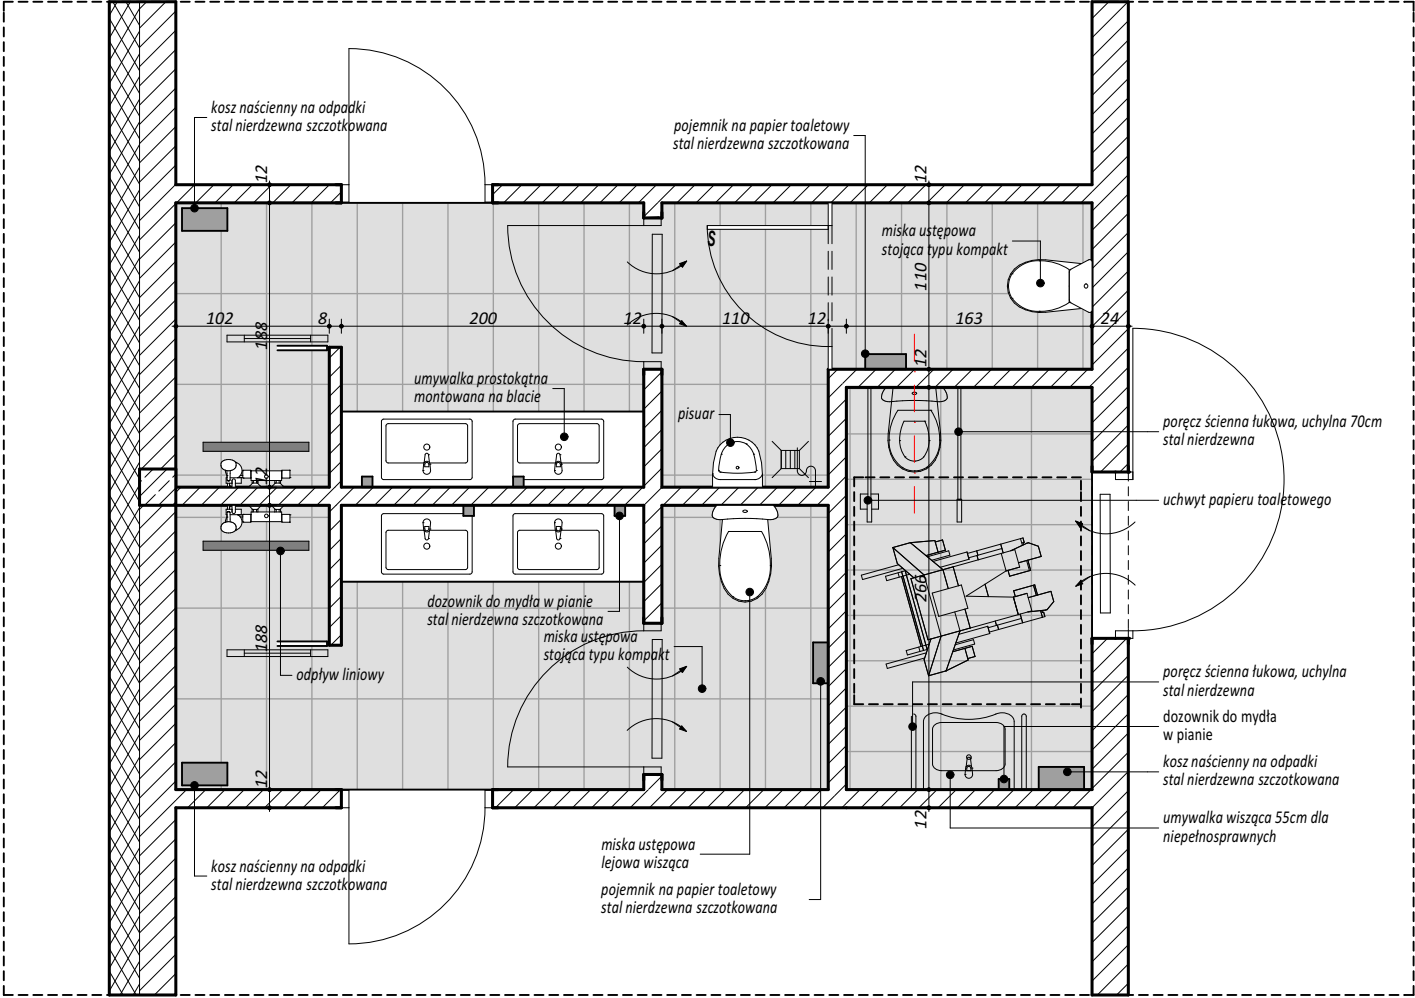 kosz naścienny na odpadki
stal nierdzewna szczotkowana
pojemnik na papier toaletowy
stal nierdzewna szczotkowana
12
12
miska ustępowa
stojąca typu kompakt
S
110
102
8
200
12
110
12
163
24
188
12
umywalka prostokątna
montowana na blacie
pisuar
poręcz ścienna łukowa, uchylna 70cm
stal nierdzewna
12
uchwyt papieru toaletowego
266
dozownik do mydła w pianie
stal nierdzewna szczotkowana
miska ustępowa
stojąca typu kompakt
188
odpływ liniowy
poręcz ścienna łukowa, uchylna
stal nierdzewna
dozownik do mydła
w pianie
kosz naścienny na odpadki
stal nierdzewna szczotkowana
12
12
umywalka wisząca 55cm dla
niepełnosprawnych
miska ustępowa
lejowa wisząca
kosz naścienny na odpadki
stal nierdzewna szczotkowana
pojemnik na papier toaletowy
stal nierdzewna szczotkowana